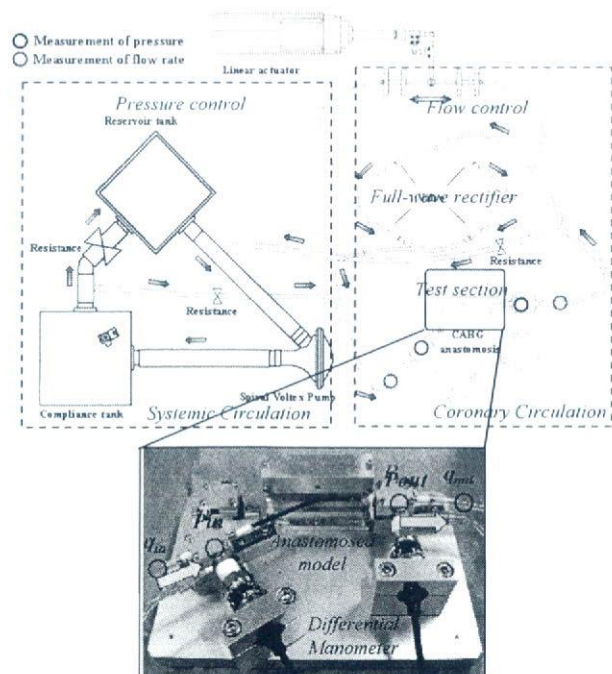 Measurement of pressure
Measurement of flow rate
Linear actuator
Pressure control
Reservoir tank
Flow control
Full-wave rectifier
Resistance
Resistance
Resistance
Test section
CABG
anastomosis
Spiral Voltex Pump
Compliance tank
Systemic Circulation
Coronary Circulation
Pout
qout
Pin
qin
Anastomosed
model
Differential
Manometer